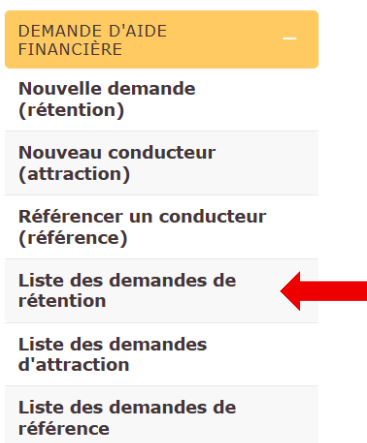 DEMANDE D'AIDE
FINANCIÈRE
Nouvelle demande
(rétention)
Nouveau conducteur
(attraction)
Référencer un conducteur
(référence)
Liste des demandes de
rétention
Liste des demandes
d'attraction
Liste des demandes de
référence